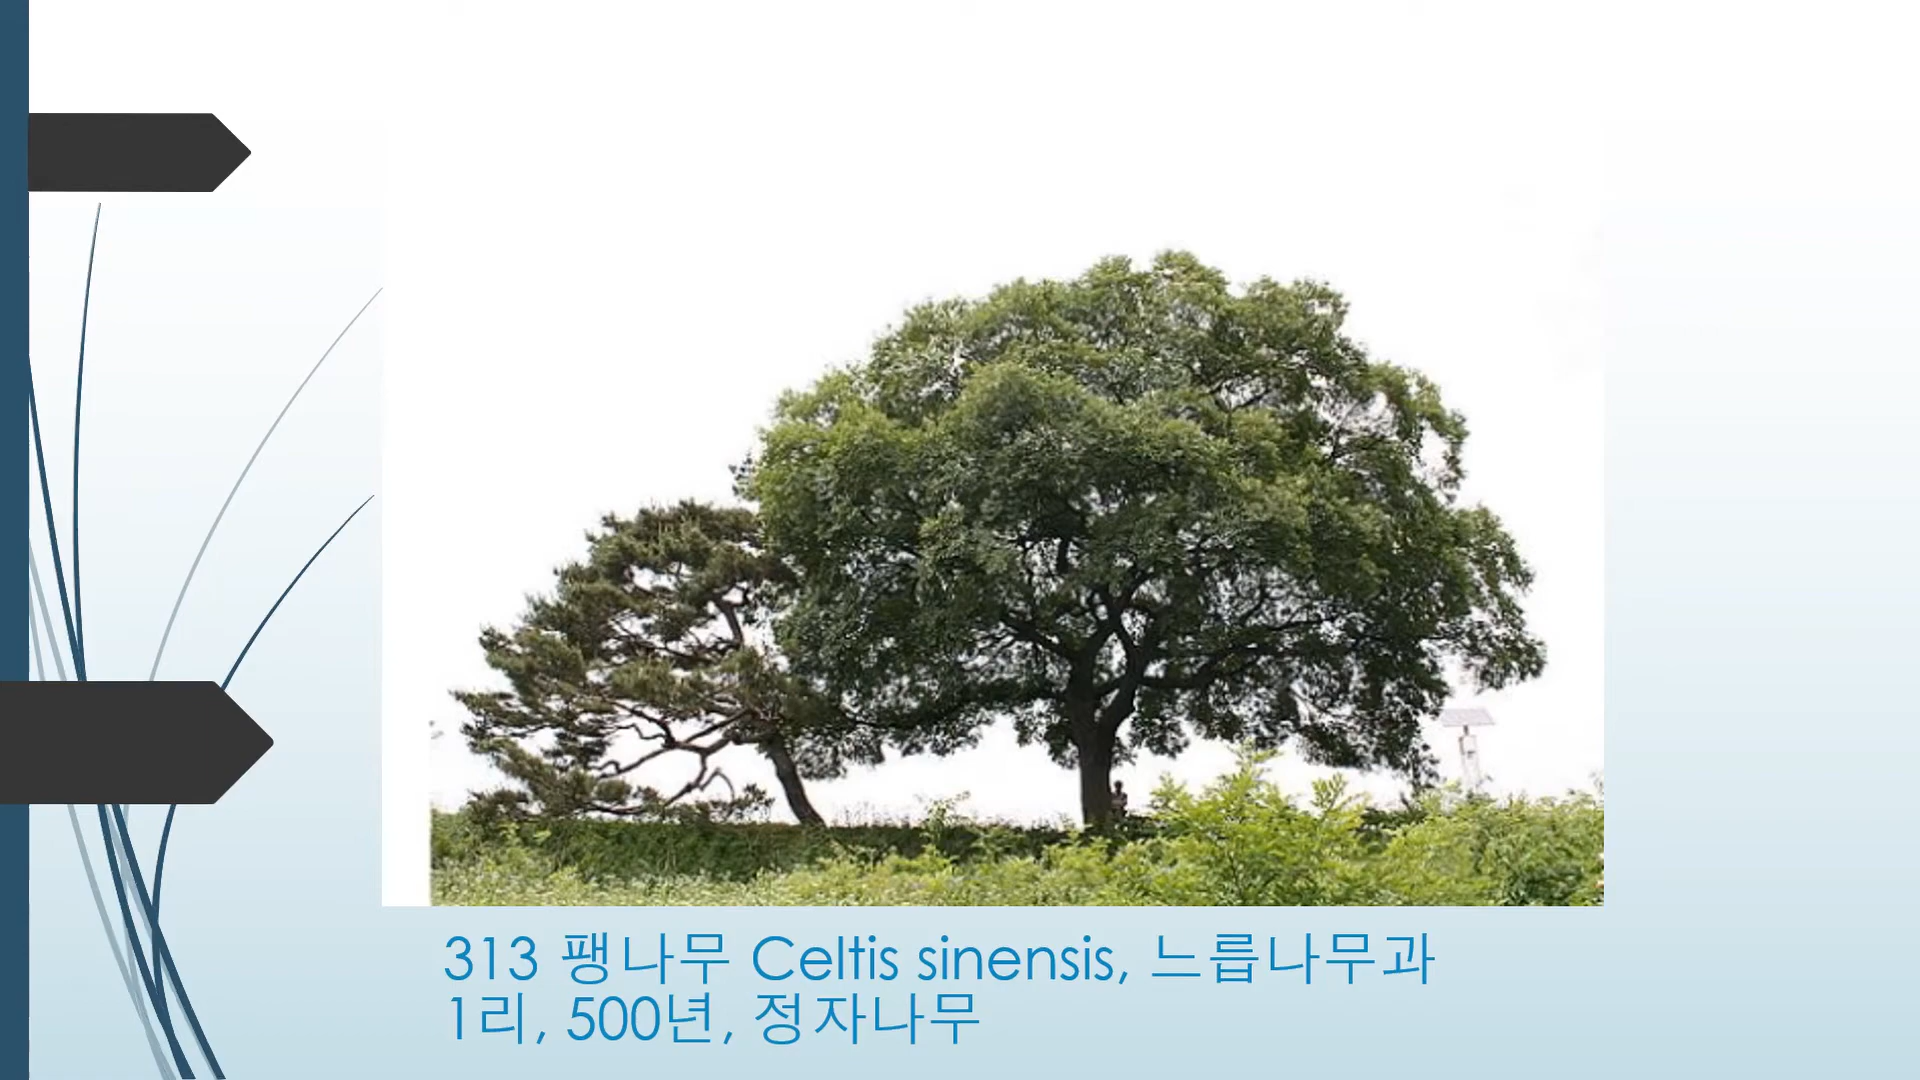 313 팽나무 Celtis sinensis, 느릅나무과
1리, 500년, 정자나무